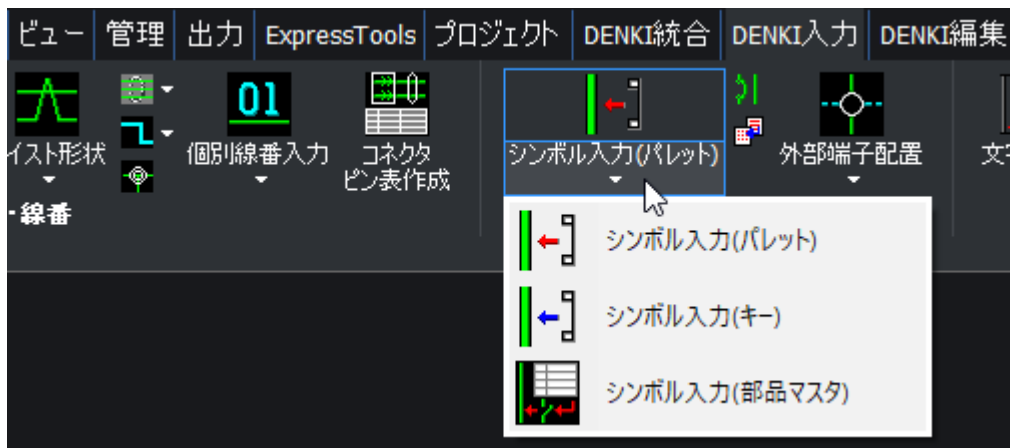 ビュー 管理 出力 ExpressTools プロジェクト DENKI統合 DENKI入力 DENKI編集
イスト形状
01
個別線番入力
コネクタ
ピン表作成
シンボル入力(パレット)
外部端子配置
文字
・線番
シンボル入力(パレット)
シンボル入力(キー)
シンボル入力(部品マスタ)